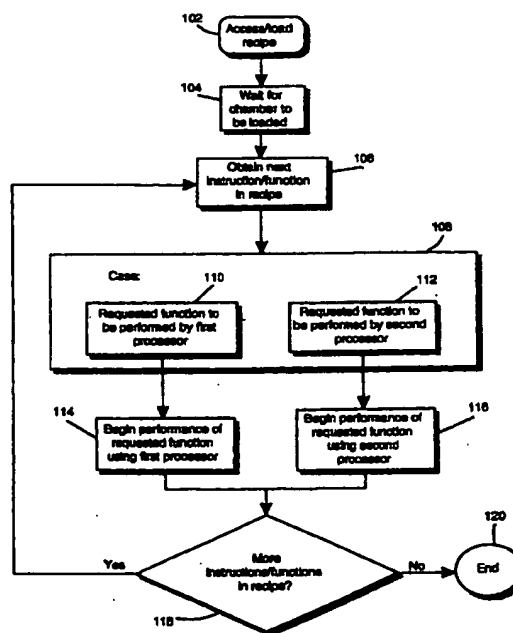 102
Access/load
recipe
104
Wait for
chamber to
be loaded
106
Obtain next
instruction/function
in recipe
108
Case:
110
Requested function to
be performed by first
processor
112
Requested function to
be performed by second
processor
114
Begin performance of
requested function
using first processor
116
Begin performance of
requested function
using second
processor
Yes
More
instructions/functions
in recipe?
No
118
120
End